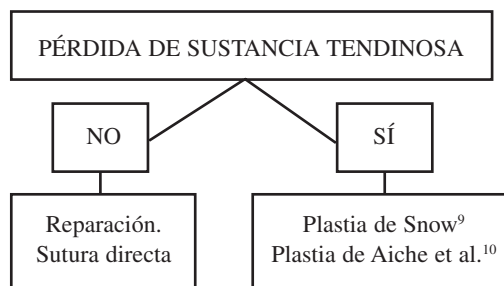 PÉRDIDA DE SUSTANCIA TENDINOSA
NO
SÍ
Reparación.
Sutura directa
Plastia de Snow⁹
Plastia de Aiche et al.¹⁰